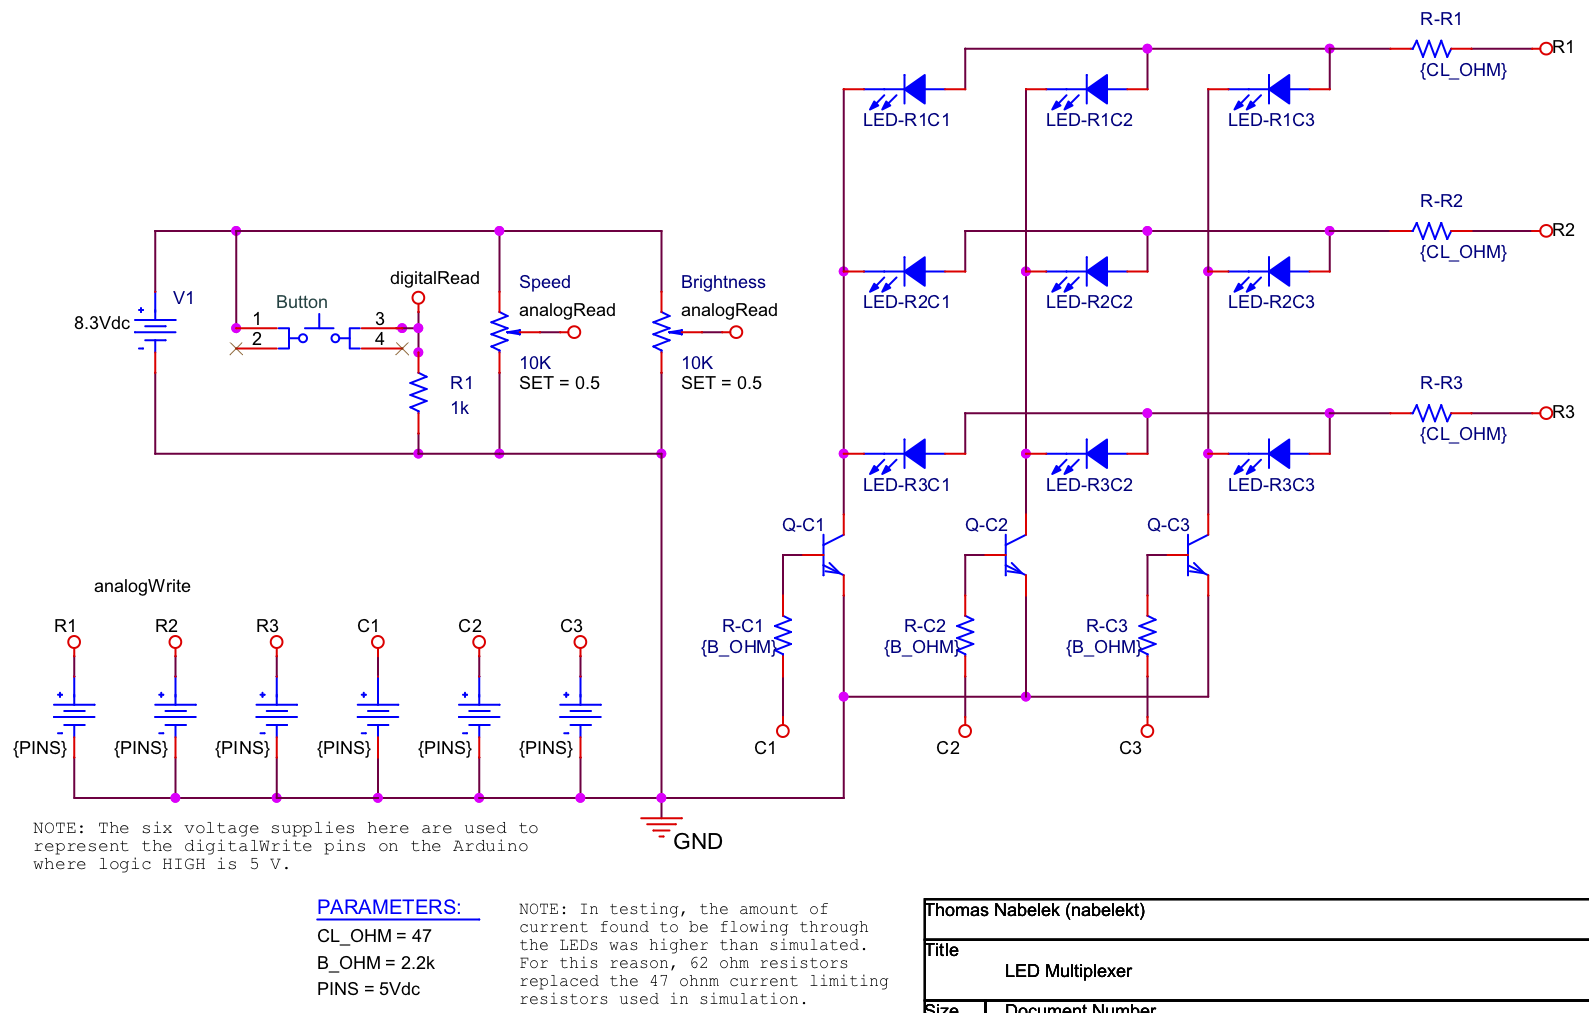 R-R1
R1
{CL_OHM}
LED-R1C1
LED-R1C2
LED-R1C3
R-R2
R2
{CL_OHM}
LED-R2C1
LED-R2C2
LED-R2C3
R-R3
R3
{CL_OHM}
LED-R3C1
LED-R3C2
LED-R3C3
digitalRead
Speed
Brightness
V1
Button
analogRead
analogRead
8.3Vdc
1
3
2
4
10K
10K
R1
SET = 0.5
SET = 0.5
1k
Q-C1
Q-C2
Q-C3
analogWrite
R1
R2
R3
C1
C2
C3
R-C1
R-C2
R-C3
{B_OHM}
{B_OHM}
{B_OHM}
{PINS}
{PINS}
{PINS}
{PINS}
{PINS}
{PINS}
C1
C2
C3
GND
NOTE: The six voltage supplies here are used to
represent the digitalWrite pins on the Arduino
where logic HIGH is 5 V.
PARAMETERS:
CL_OHM = 47
B_OHM = 2.2k
PINS = 5Vdc
NOTE: In testing, the amount of
current found to be flowing through
the LEDs was higher than simulated.
For this reason, 62 ohm resistors
replaced the 47 ohnm current limiting
resistors used in simulation.
Thomas Nabelek (nabelekt)
Title
LED Multiplexer
Size
Document Number